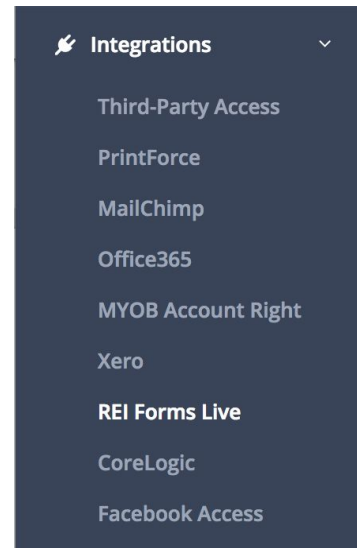 Integrations
Third-Party Access
PrintForce
MailChimp
Office365
MYOB Account Right
Xero
REI Forms Live
CoreLogic
Facebook Access